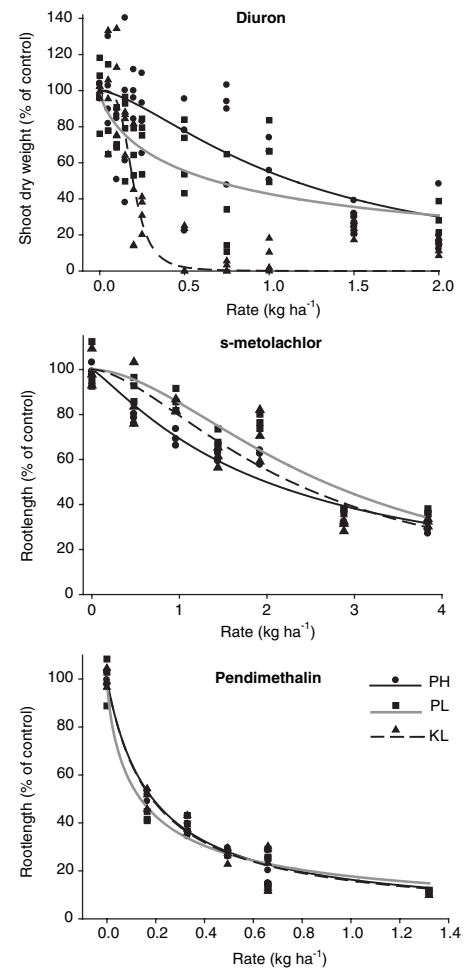 Diuron
Shoot dry weight (% of control)
140
120
100
80
60
40
20
0
0.0 0.5 1.0 1.5 2.0
Rate (kg ha-1)
s-metolachlor
Rootlength (% of control)
100
80
60
40
20
0
0 1 2 3 4
Rate (kg ha-1)
Pendimethalin
PH
PL
KL
Rootlength (% of control)
100
80
60
40
20
0
0.0 0.2 0.4 0.6 0.8 1.0 1.2 1.4
Rate (kg ha-1)